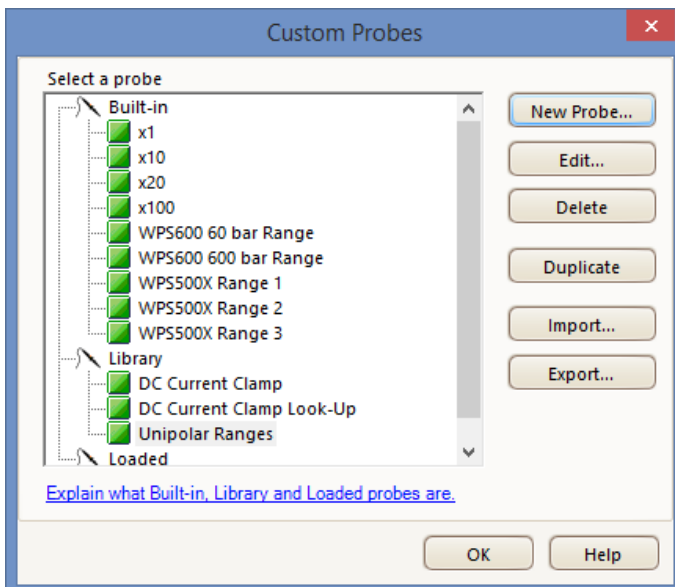 Custom Probes
Select a probe
Built-in
x1
x10
x20
x100
WPS600 60 bar Range
WPS600 600 bar Range
WPS500X Range 1
WPS500X Range 2
WPS500X Range 3
Library
DC Current Clamp
DC Current Clamp Look-Up
Unipolar Ranges
Loaded
Explain what Built-in, Library and Loaded probes are.
New Probe...
Edit...
Delete
Duplicate
Import...
Export...
OK
Help